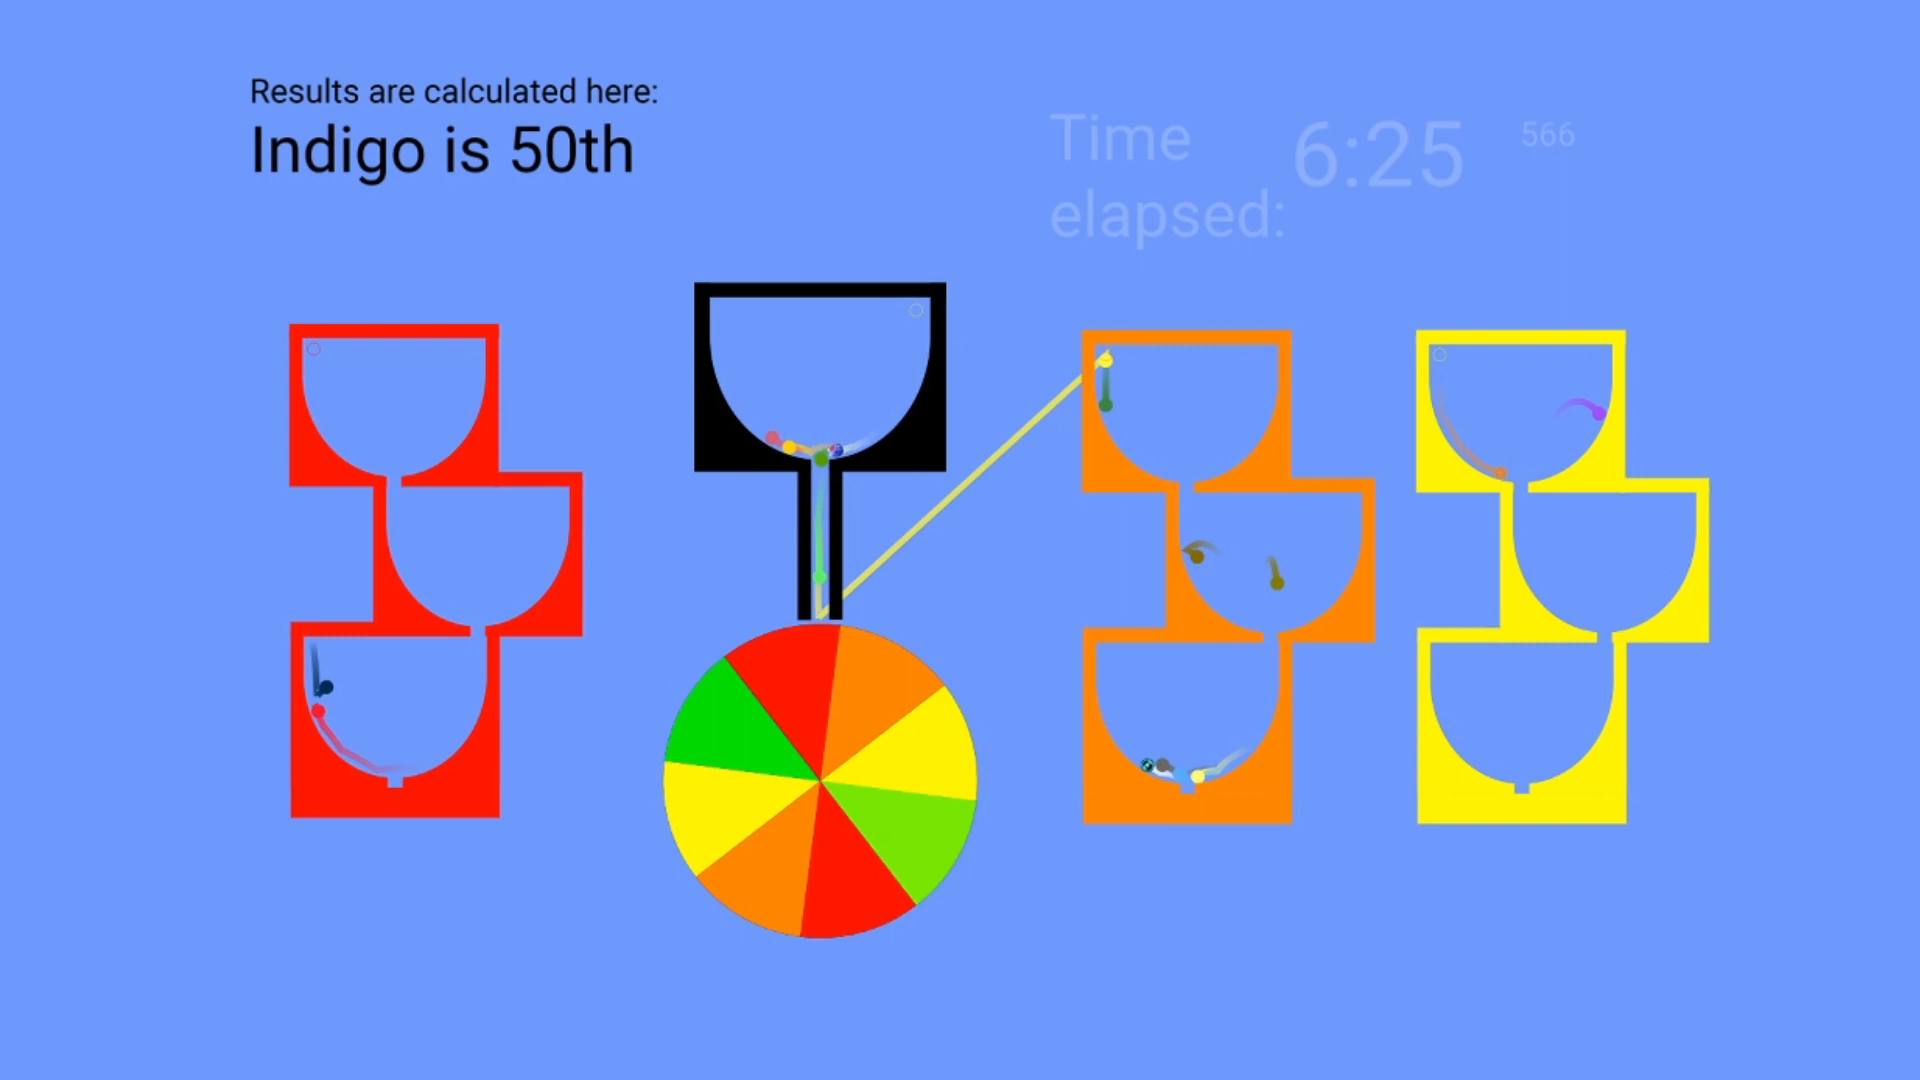 Results are calculated here:
Indigo is 50th
Time
elapsed:
6:25
566